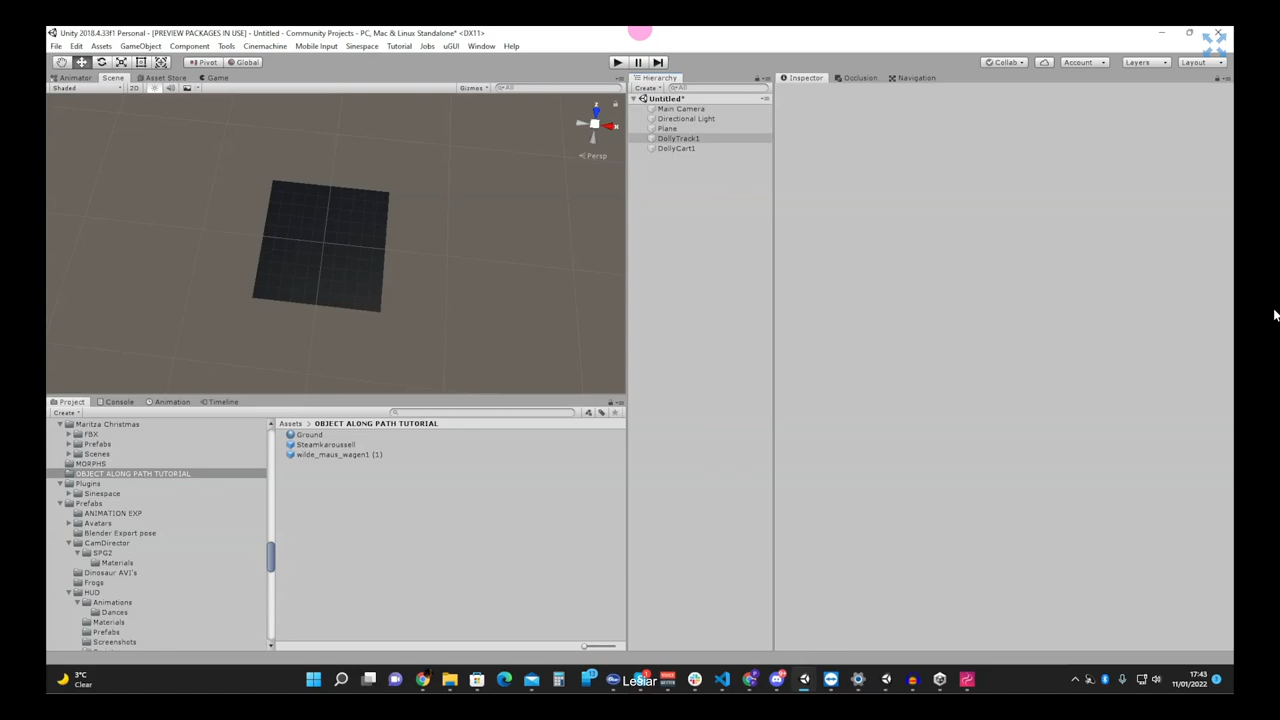 Unity 2018.4.33f1 Personal - [PREVIEW PACKAGES IN USE] - Untitled - Community Projects - PC, Mac & Linux Standalone* <DX11>
File Edit Assets GameObject Component Tools Cinemachine Mobile Input Sinespace Tutorial Jobs uGUI Window Help
Pivot Global Collab Account Layers Layout
Animator Scene Asset Store Game Hierarchy Inspector Occlusion Navigation
Shaded 2D Gizmos All Create All
Untitled*
Main Camera
Directional Light
Plane
DollyTrack1
DollyCart1
z
x
Persp
Project Console Animation Timeline
Create
Maritza Christmas
FBX
Prefabs
Scenes
MORPHS
OBJECT ALONG PATH TUTORIAL
Plugins
Sinespace
Prefabs
ANIMATION EXP
Avatars
Blender Export pose
CamDirector
SPG2
Materials
Dinosaur AVI's
Frogs
HUD
Animations
Dances
Materials
Prefabs
Screenshots
Assets > OBJECT ALONG PATH TUTORIAL
Ground
Steamkaroussell
wilde_maus_wagen1 (1)
3°C
Clear
Lesiar
17:43
11/01/2022